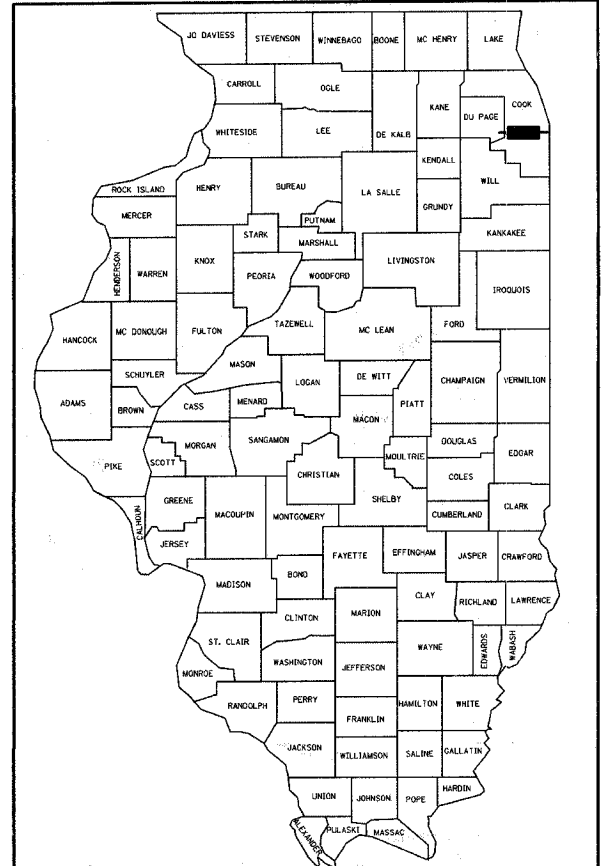 JO DAVIESS
STEVENSON
WINNEBAGO
BOONE
MC HENRY
LAKE
CARROLL
OGLE
KANE
COOK
DU PAGE
WHITESIDE
LEE
DE KALB
KENDALL
WILL
ROCK ISLAND
HENRY
BUREAU
LA SALLE
GRUNDY
MERCER
PUTNAM
STARK
MARSHALL
KANKAKEE
HENDERSON
WARREN
KNOX
PEORIA
WOODFORD
LIVINGSTON
IROQUOIS
HANCOCK
MC DONOUGH
FULTON
TAZEWELL
MC LEAN
FORD
MASON
SCHUYLER
LOGAN
DE WITT
CHAMPAIGN
VERMILION
ADAMS
BROWN
CASS
MENARD
PIATT
MACON
MORGAN
SANGAMON
DOUGLAS
EDGAR
PIKE
SCOTT
CHRISTIAN
MOULTRIE
COLES
CALHOUN
GREENE
MACOUPIN
MONTGOMERY
SHELBY
CUMBERLAND
CLARK
JERSEY
FAYETTE
EFFINGHAM
JASPER
CRAWFORD
MADISON
BOND
CLAY
RICHLAND
LAWRENCE
MARION
CLINTON
ST. CLAIR
WAYNE
EDWARDS
WABASH
WASHINGTON
JEFFERSON
MONROE
RANDOLPH
PERRY
HAMILTON
WHITE
FRANKLIN
JACKSON
WILLIAMSON
SALINE
GALLATIN
UNION
JOHNSON
POPE
HARDIN
ALEXANDER
PULASKI
MASSAC